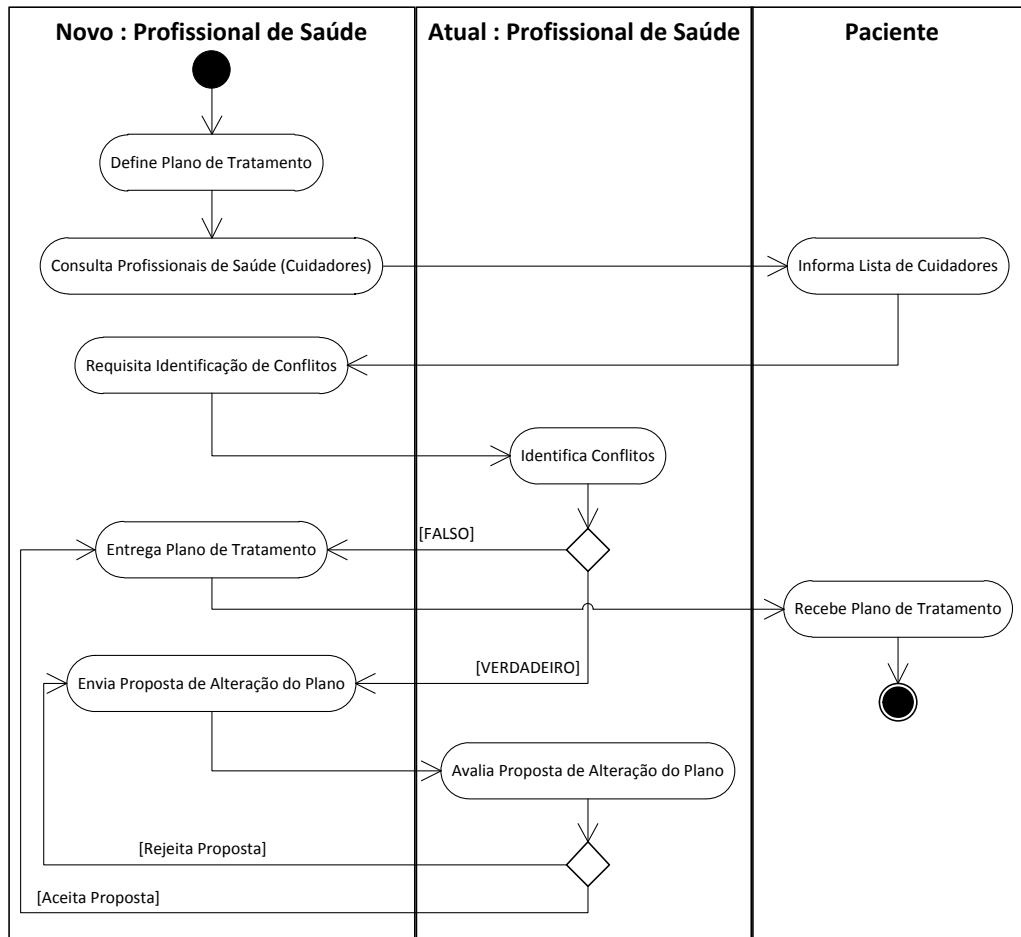 Novo : Profissional de Saúde
Atual : Profissional de Saúde
Paciente
Define Plano de Tratamento
Consulta Profissionais de Saúde (Cuidadores)
Informa Lista de Cuidadores
Requisita Identificação de Conflitos
Identifica Conflitos
[FALSO]
Entrega Plano de Tratamento
Recebe Plano de Tratamento
[VERDADEIRO]
Envia Proposta de Alteração do Plano
Avalia Proposta de Alteração do Plano
[Rejeita Proposta]
[Aceita Proposta]